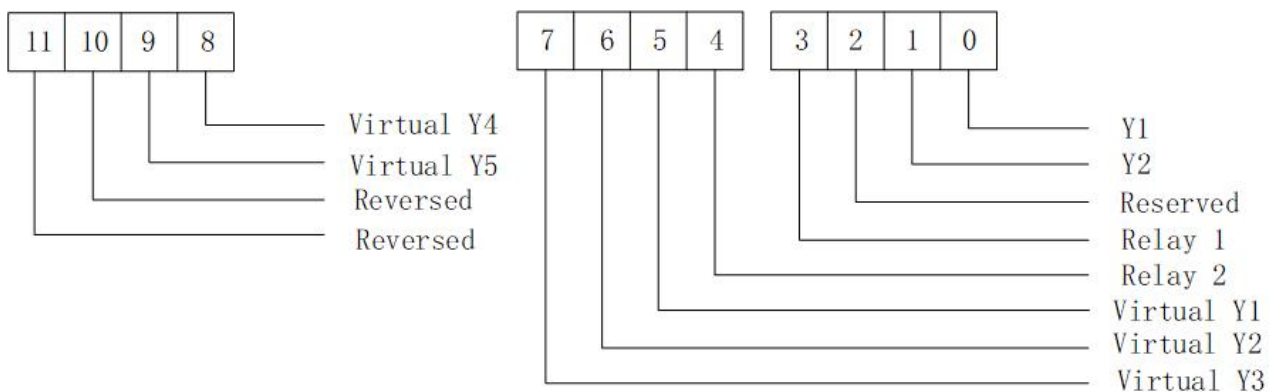 11 10 9 8 7 6 5 4 3 2 1 0
Virtual Y4
Virtual Y5
Reversed
Reversed
Y1
Y2
Reserved
Relay 1
Relay 2
Virtual Y1
Virtual Y2
Virtual Y3